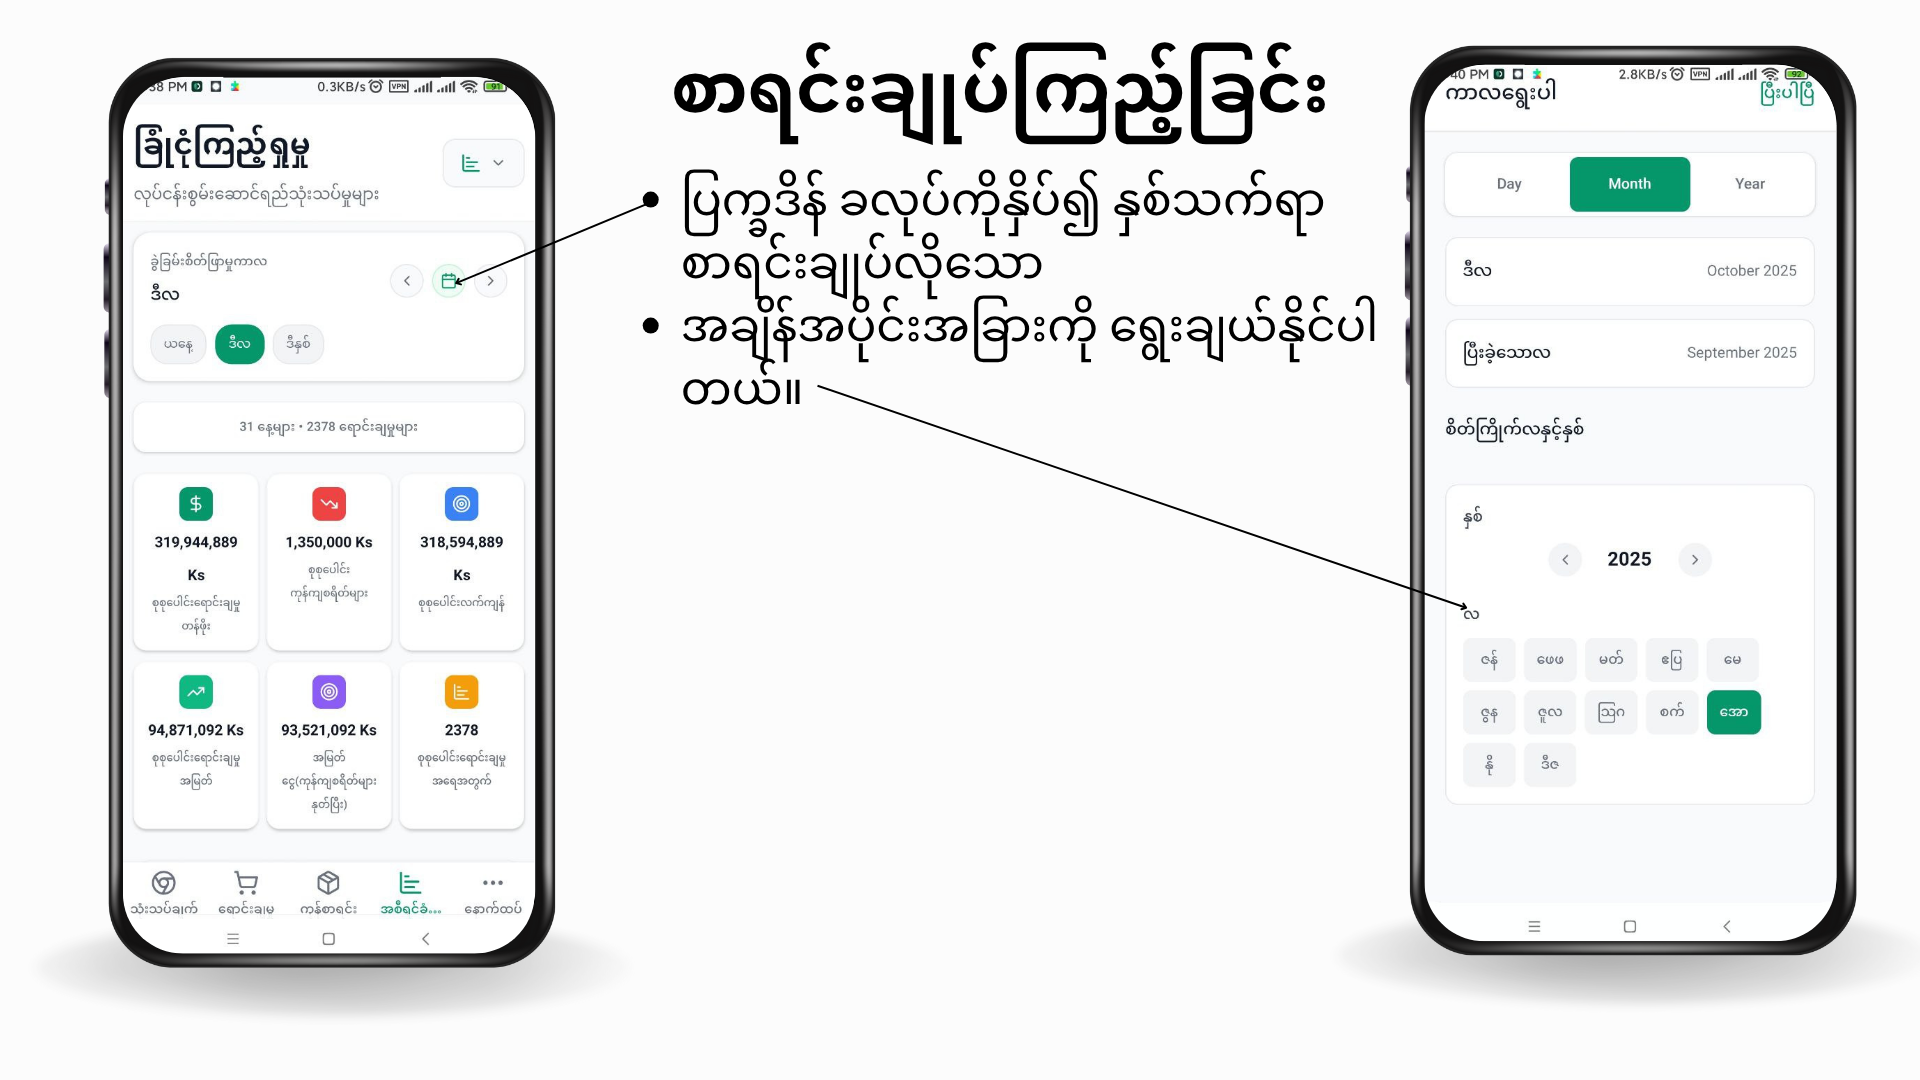 စာရင်းချုပ်ကြည့်ခြင်း
• ပြက္ခဒိန် ခလုပ်ကိုနှိပ်၍ နှစ်သက်ရာ
စာရင်းချုပ်လိုသော
• အချိန်အပိုင်းအခြားကို ရွေးချယ်နိုင်ပါ
တယ်။
38 PM
0.3KB/s
VPN
91
ခြုံငုံကြည့်ရှုမှု
လုပ်ငန်းစွမ်းဆောင်ရည်သုံးသပ်မှုများ
ခွဲခြမ်းစိတ်ဖြာမှုကာလ
ဒီလ
ယနေ့ ဒီလ ဒီနှစ်
31 နေ့များ • 2378 ရောင်းချမှုများ
319,944,889
Ks
စုစုပေါင်းရောင်းချမှု
တန်ဖိုး
1,350,000 Ks
စုစုပေါင်း
ကုန်ကျစရိတ်များ
318,594,889
Ks
စုစုပေါင်းလက်ကျန်
94,871,092 Ks
စုစုပေါင်းရောင်းချမှု
အမြတ်
93,521,092 Ks
အမြတ်
ငွေ(ကုန်ကျစရိတ်များ
နုတ်ပြီး)
2378
စုစုပေါင်းရောင်းချမှု
အရေအတွက်
သုံးသပ်ချက် ရောင်းချမှု ကုန်စာရင်း အစီရင်ခံ... နောက်ထပ်
40 PM
2.8KB/s
VPN
92
ကာလရွေးပါ ပြီးပါပြီ
Day Month Year
ဒီလ October 2025
ပြီးခဲ့သောလ September 2025
စိတ်ကြိုက်လနှင့်နှစ်
နှစ်
2025
လ
ဇန် ဖေဖ မတ် ဧပြ မေ
ဇွန ဇူလ ဩဂ စက် အော
နို ဒီဇ